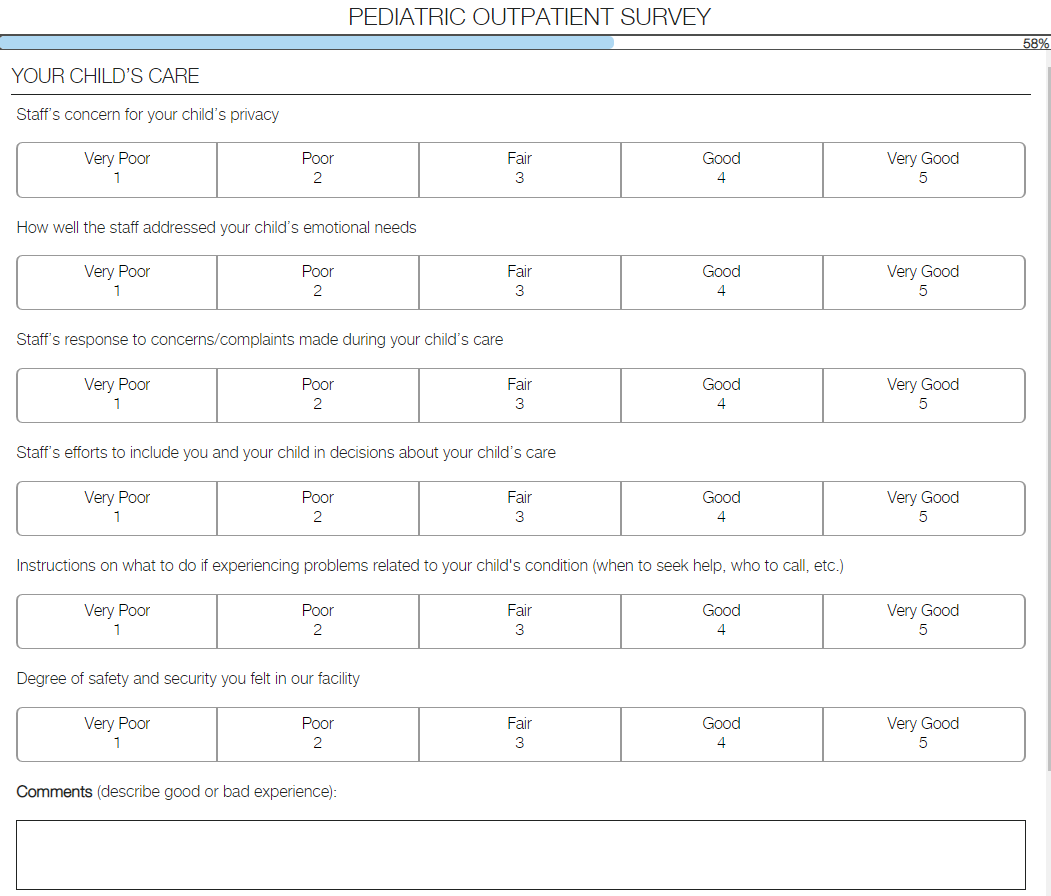 PEDIATRIC OUTPATIENT SURVEY
58%
YOUR CHILD’S CARE
Staff’s concern for your child’s privacy
Very Poor Poor Fair Good Very Good
1 2 3 4 5
How well the staff addressed your child’s emotional needs
Very Poor Poor Fair Good Very Good
1 2 3 4 5
Staff’s response to concerns/complaints made during your child’s care
Very Poor Poor Fair Good Very Good
1 2 3 4 5
Staff’s efforts to include you and your child in decisions about your child’s care
Very Poor Poor Fair Good Very Good
1 2 3 4 5
Instructions on what to do if experiencing problems related to your child's condition (when to seek help, who to call, etc.)
Very Poor Poor Fair Good Very Good
1 2 3 4 5
Degree of safety and security you felt in our facility
Very Poor Poor Fair Good Very Good
1 2 3 4 5
Comments (describe good or bad experience):